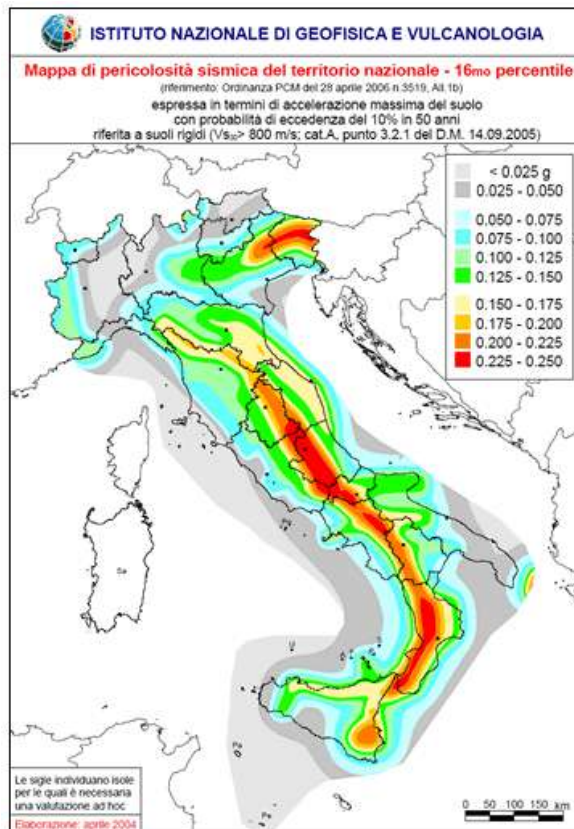 ISTITUTO NAZIONALE DI GEOFISICA E VULCANOLOGIA
Mappa di pericolosità sismica del territorio nazionale - 16mo percentile
(riferimento: Ordinanza PCM del 28 aprile 2006 n.3519, All.1b)
espressa in termini di accelerazione massima del suolo
con probabilità di eccedenza del 10% in 50 anni
riferita a suoli rigidi (Vs30> 800 m/s; cat.A, punto 3.2.1 del D.M. 14.09.2005)
< 0.025 g
0.025 - 0.050
0.050 - 0.075
0.075 - 0.100
0.100 - 0.125
0.125 - 0.150
0.150 - 0.175
0.175 - 0.200
0.200 - 0.225
0.225 - 0.250
Le sigle individuano isole
per le quali è necessaria
una valutazione ad hoc
Elaborazione: aprile 2004
0 50 100 150 km